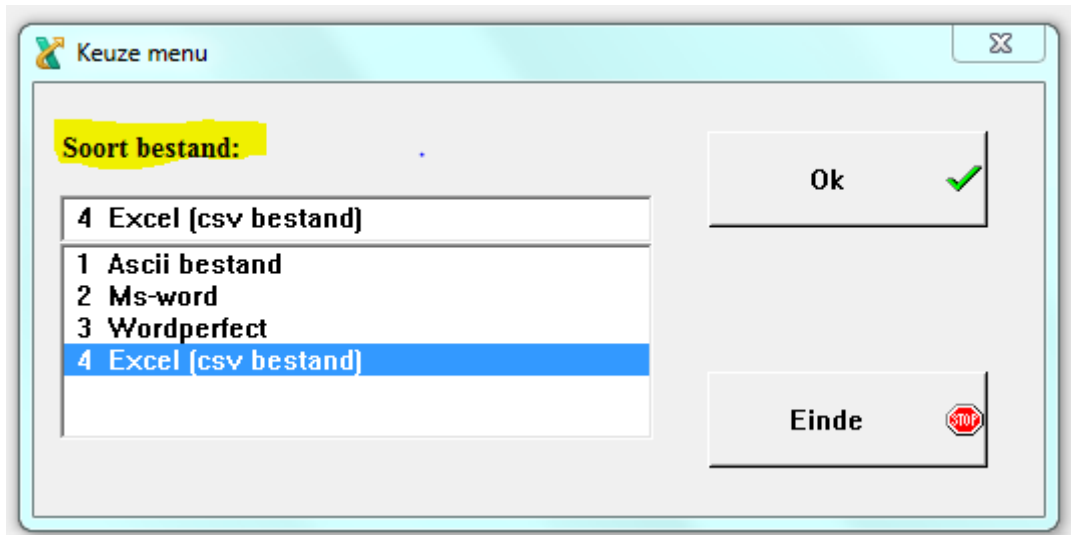 Keuze menu
Soort bestand:
4 Excel (csv bestand)
1 Ascii bestand
2 Ms-word
3 Wordperfect
4 Excel (csv bestand)
Ok
Einde
STOP